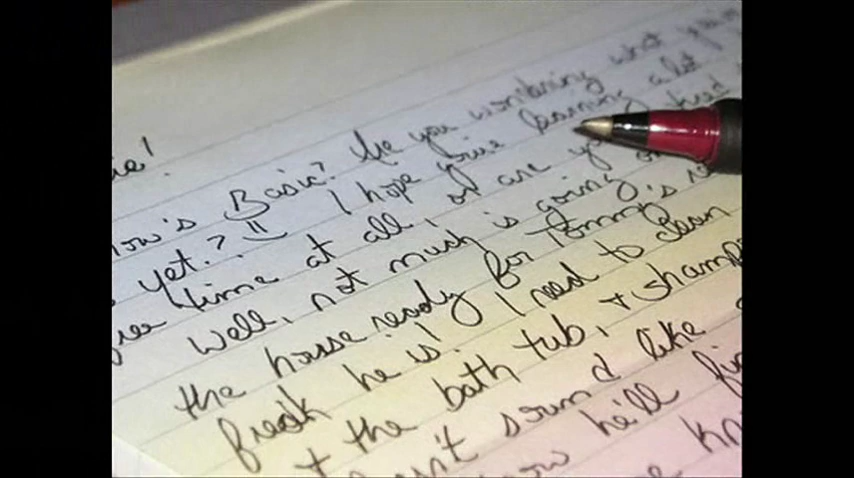 How's Basic? Are you wondering what you're
yet? I hope you're learning a lot
free time at all, or are you
Well, not much is going on
the house ready for Tommy's
freak he is! I need to clean
+ the bath tub, + shampoo
sound like
he'll